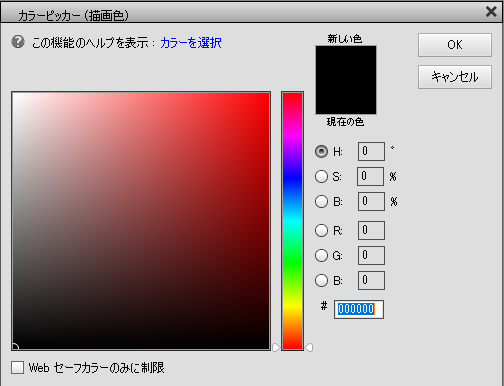 カラーピッカー (描画色)
? この機能のヘルプを表示 : カラーを選択
新しい色
現在の色
OK
キャンセル
H: 0 °
S: 0 %
B: 0 %
R: 0
G: 0
B: 0
# 000000
Web セーフカラーのみに制限